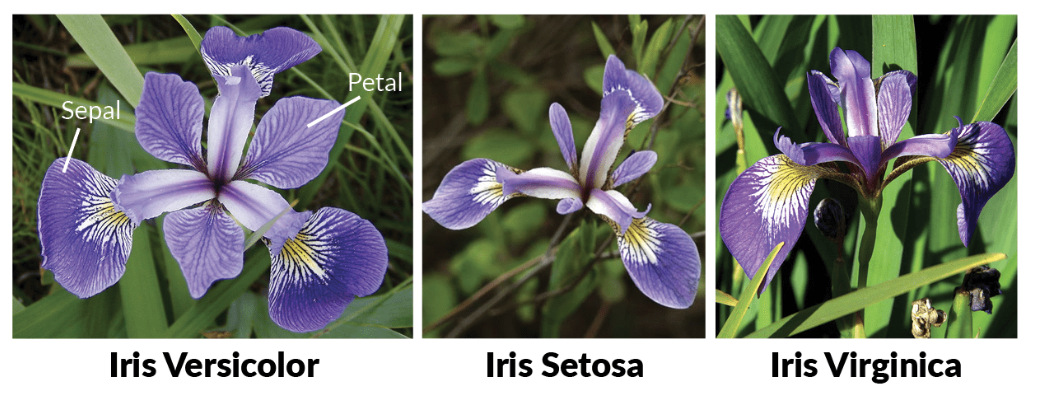 Petal
Sepal
Iris Versicolor
Iris Setosa
Iris Virginica